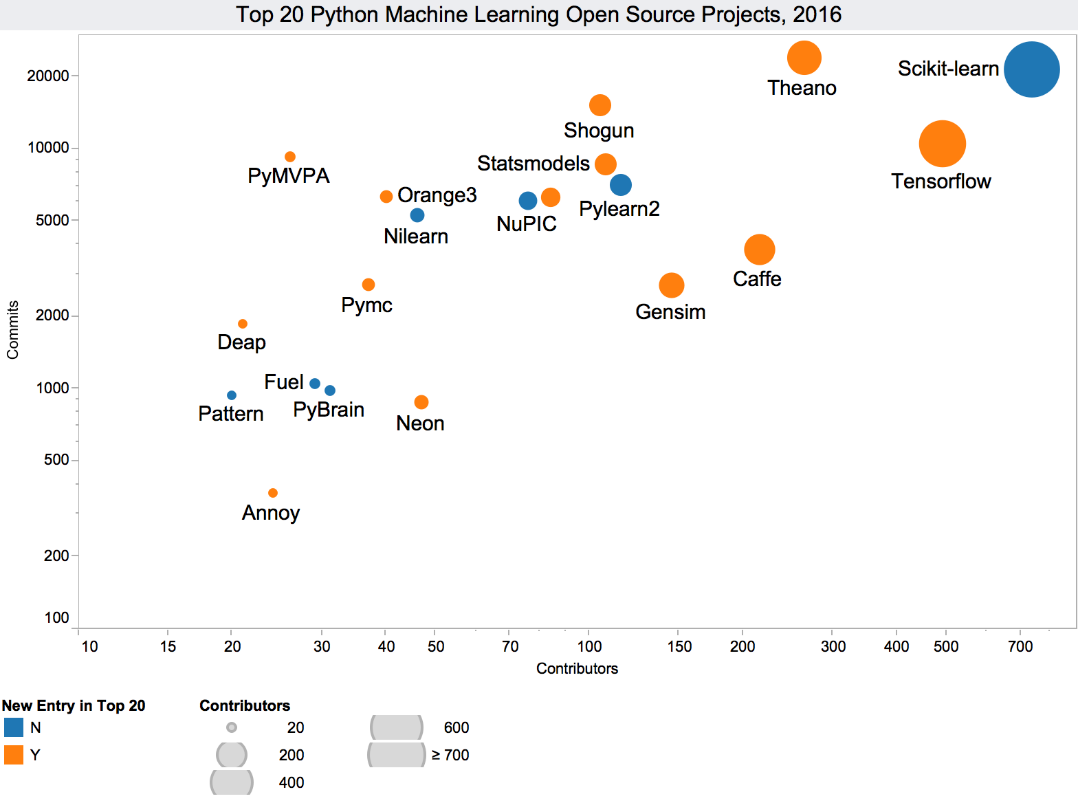 Top 20 Python Machine Learning Open Source Projects, 2016
Scikit-learn
20000
Theano
Shogun
10000
Statsmodels
PyMVPA
Tensorflow
Orange3
Pylearn2
5000
NuPIC
Nilearn
Caffe
Pymc
Gensim
2000
Commits
Deap
Fuel
1000
PyBrain
Pattern
Neon
500
Annoy
200
100
10 15 20 30 40 50 70 100 150 200 300 400 500 700
Contributors
New Entry in Top 20
N
Y
Contributors
20
200
400
600
≥ 700